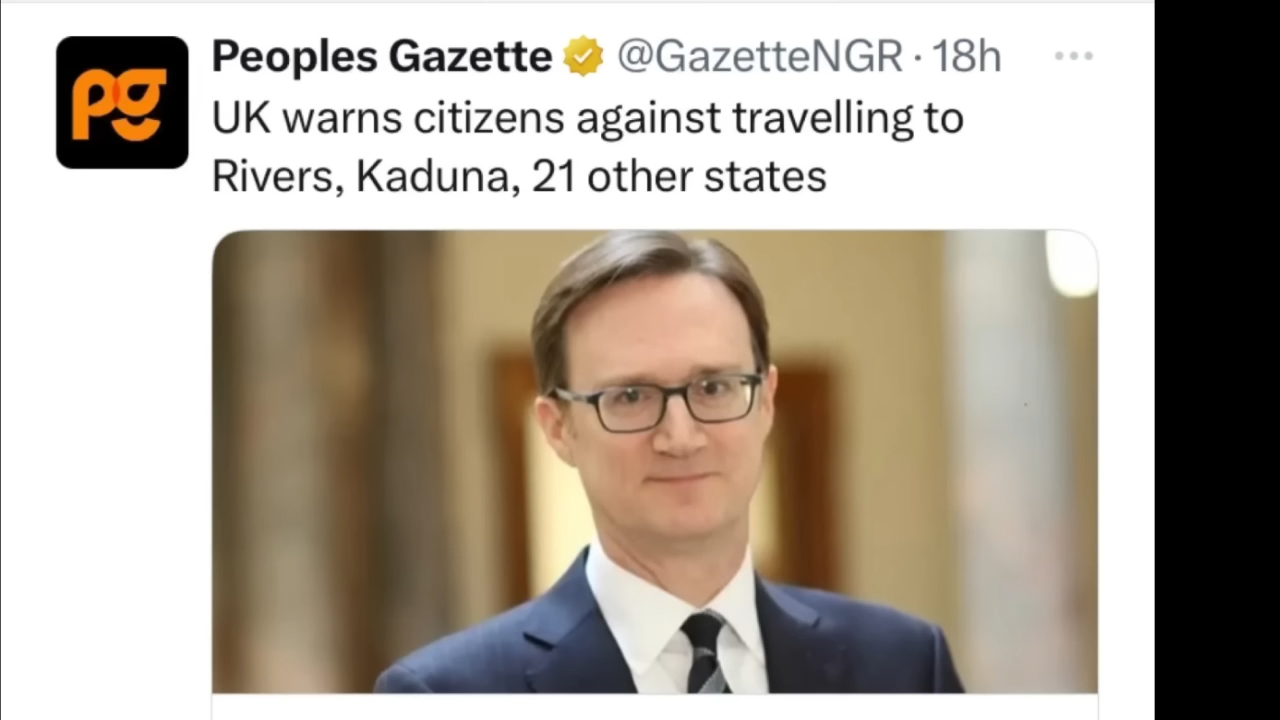 Peoples Gazette @GazetteNGR · 18h
UK warns citizens against travelling to
Rivers, Kaduna, 21 other states
pg